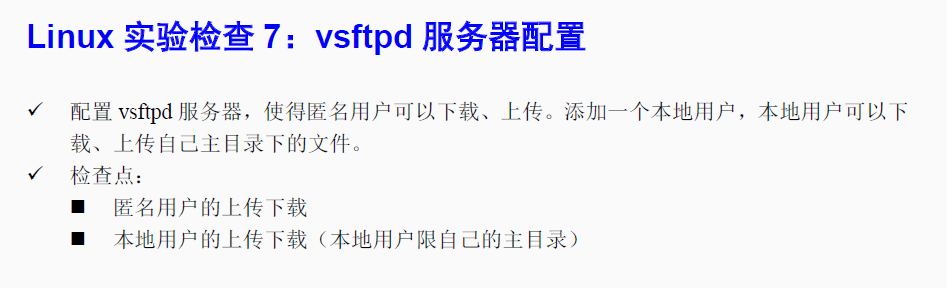 Linux 实验检查 7：vsftpd 服务器配置
✓ 配置 vsftpd 服务器，使得匿名用户可以下载、上传。添加一个本地用户，本地用户可以下
载、上传自己主目录下的文件。
✓ 检查点：
■ 匿名用户的上传下载
■ 本地用户的上传下载（本地用户限自己的主目录）